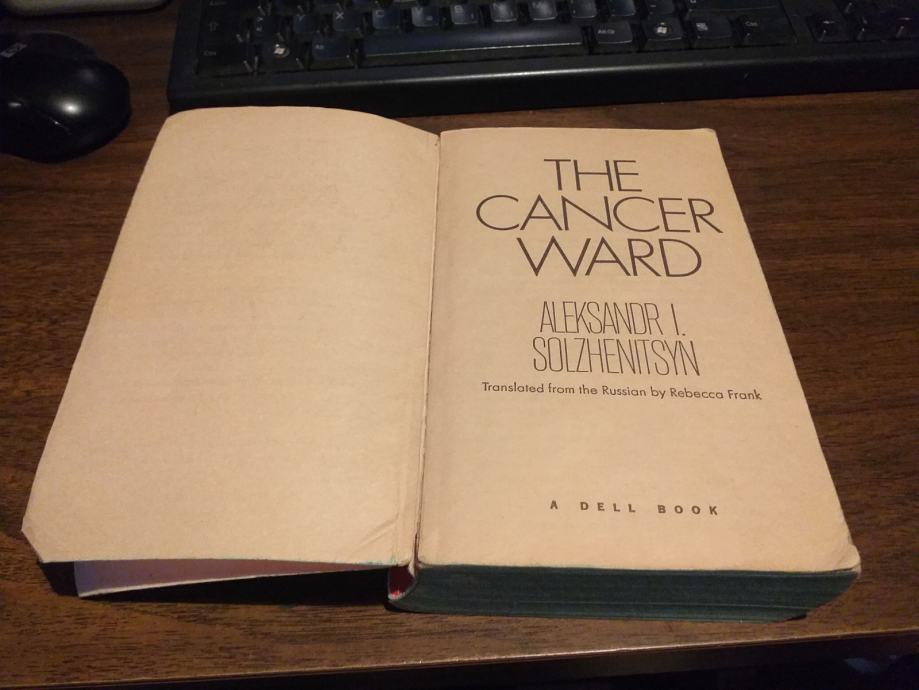 THE
CANCER
WARD
ALEKSANDR I.
SOLZHENITSYN
Translated from the Russian by Rebecca Frank
A DELL BOOK